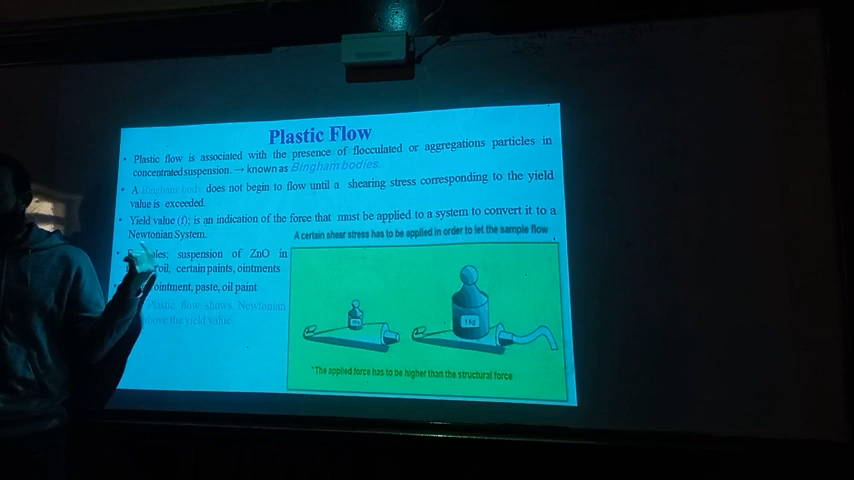 Plastic Flow
• Plastic flow is associated with the presence of flocculated or aggregations particles in
concentrated suspension. → known as Bingham bodies.
• A Bingham body does not begin to flow until a shearing stress corresponding to the yield
value is exceeded.
• Yield value (f); is an indication of the force that must be applied to a system to convert it to a
Newtonian System.
• suspension of ZnO in
oil, certain paints, ointments
ointment, paste, oil paint
Plastic flow shows Newtonian
above the yield value
A certain shear stress has to be applied in order to let the sample flow
1 kg
*The applied force has to be higher than the structural force